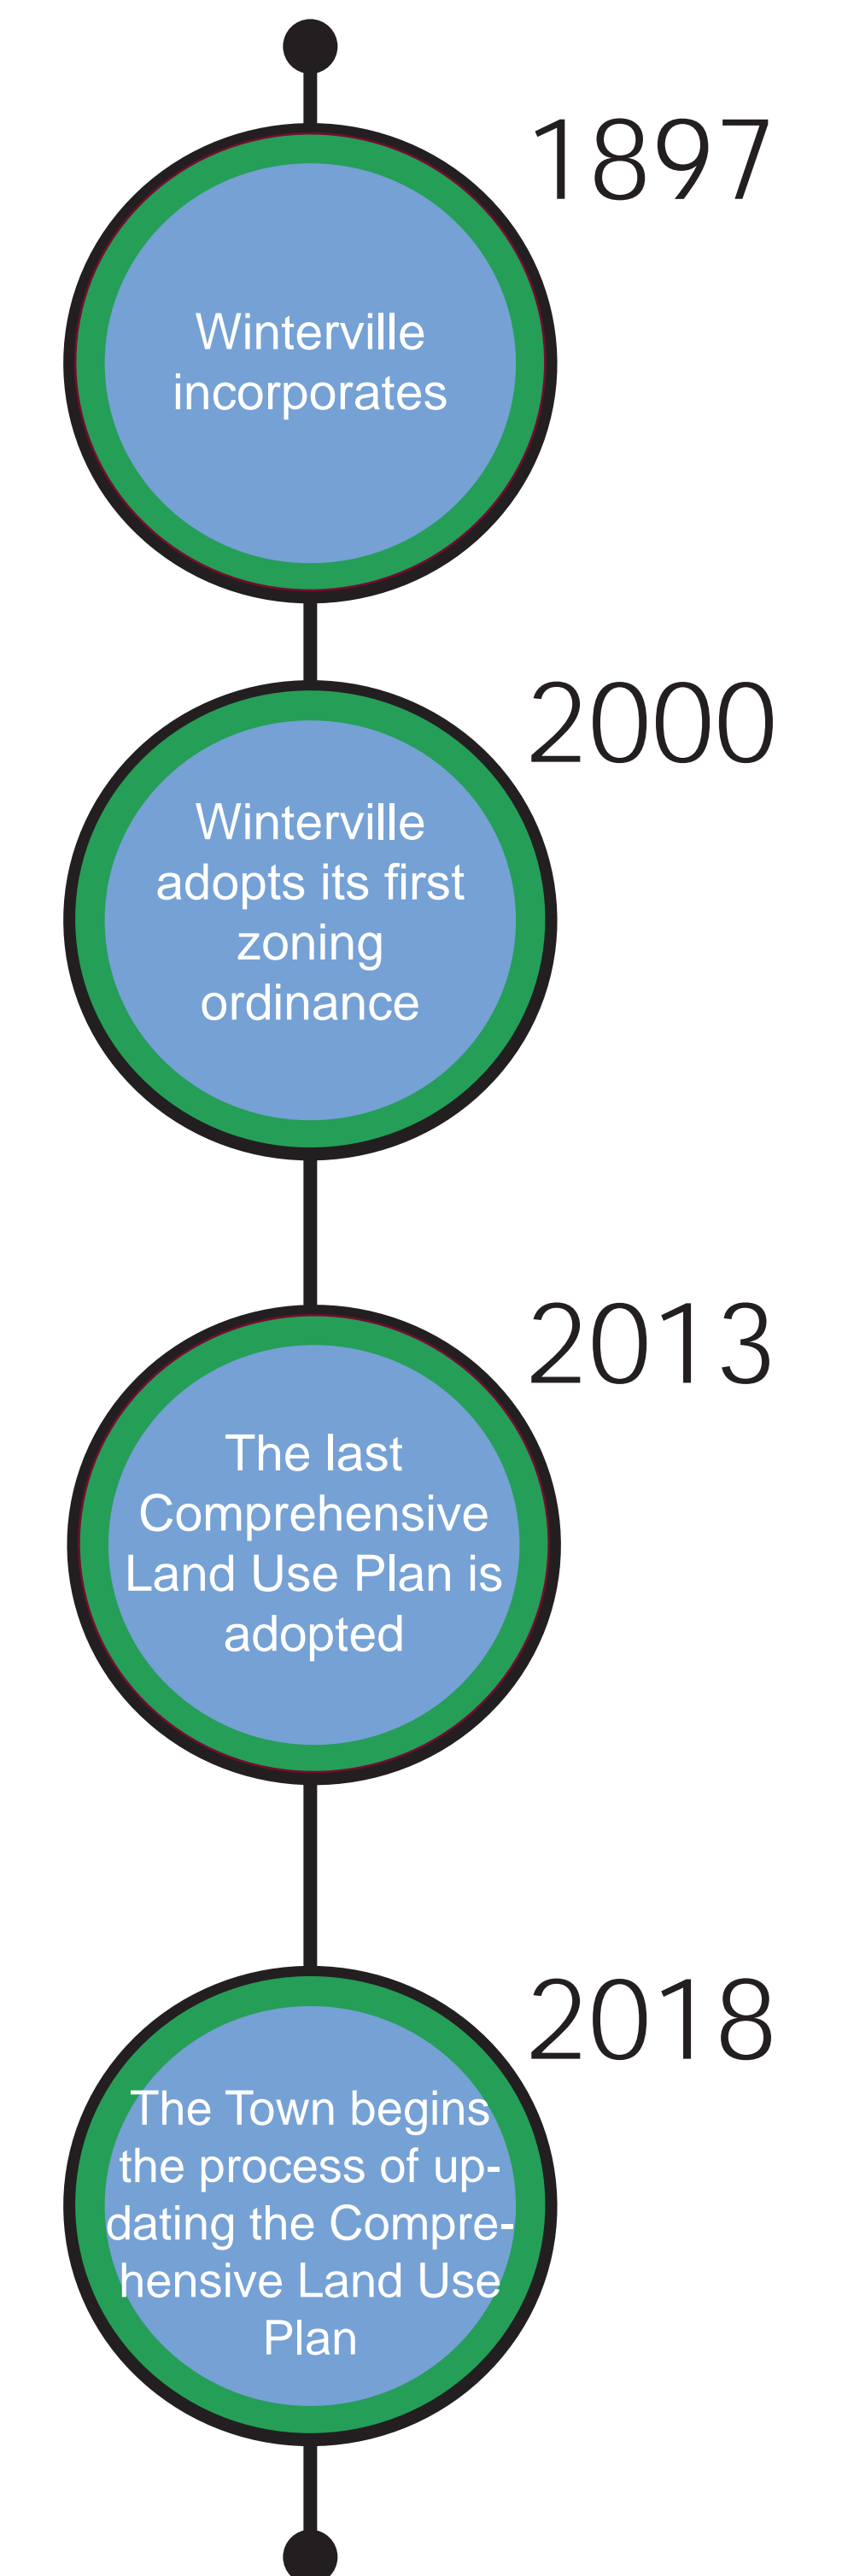 1897
Winterville
incorporates
2000
Winterville
adopts its first
zoning
ordinance
2013
The last
Comprehensive
Land Use Plan is
adopted
2018
The Town begins
the process of up-
dating the Compre-
hensive Land Use
Plan